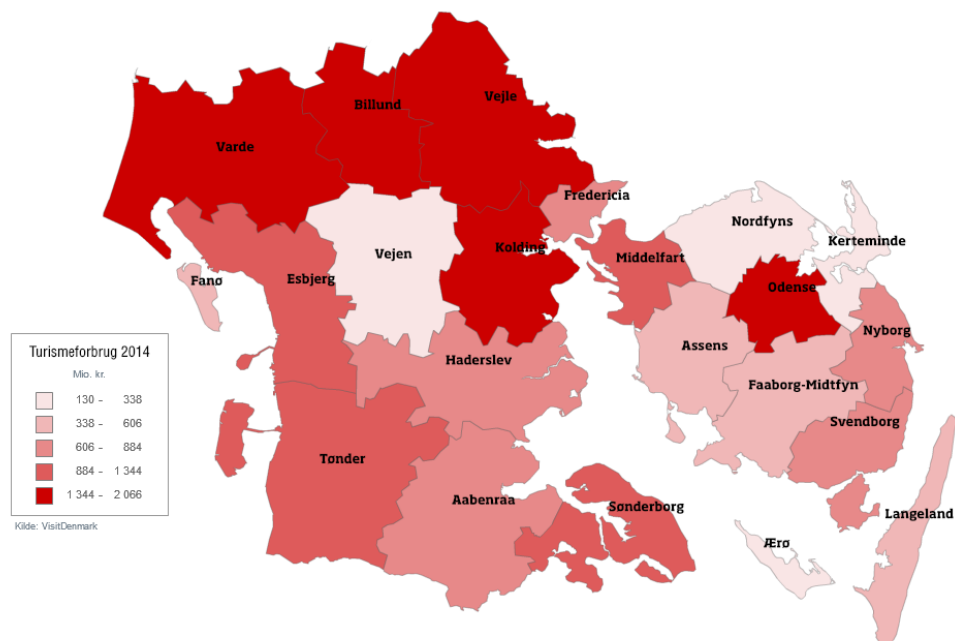 Vejle
Billund
Varde
Fredericia
Nordfyns
Kerteminde
Kolding
Vejen
Middelfart
Esbjerg
Fanø
Odense
Nyborg
Assens
Haderslev
Faaborg-Midtfyn
Svendborg
Tønder
Aabenraa
Sønderborg
Langeland
Ærø
Turismeforbrug 2014
Mio. kr.
130 - 338
338 - 606
606 - 884
884 - 1 344
1 344 - 2 066
Kilde: VisitDenmark